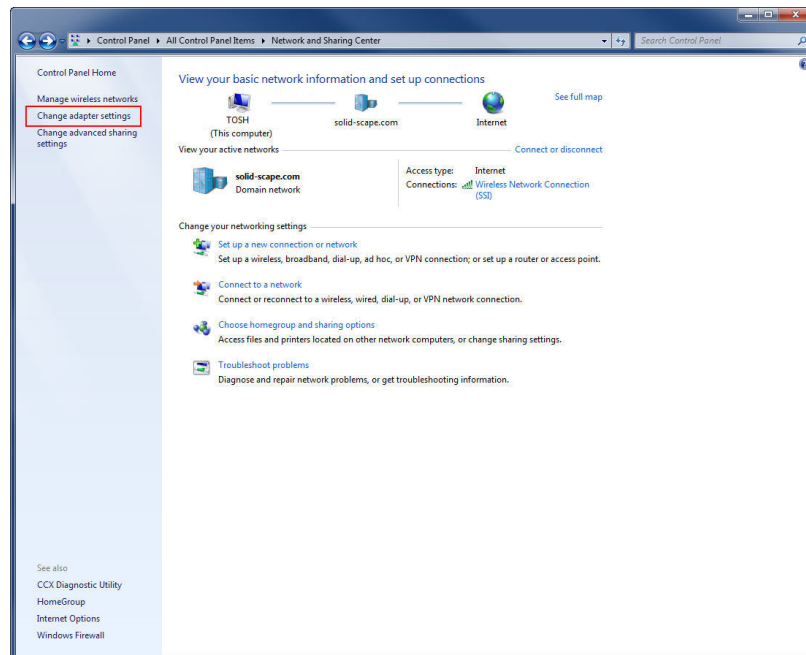 Control Panel ▸ All Control Panel Items ▸ Network and Sharing Center
Search Control Panel
Control Panel Home
Manage wireless networks
Change adapter settings
Change advanced sharing
settings
See also
CCX Diagnostic Utility
HomeGroup
Internet Options
Windows Firewall
View your basic network information and set up connections
See full map
TOSH
(This computer)
solid-scape.com
Internet
View your active networks
Connect or disconnect
solid-scape.com
Domain network
Access type: Internet
Connections: Wireless Network Connection
(SSI)
Change your networking settings
Set up a new connection or network
Set up a wireless, broadband, dial-up, ad hoc, or VPN connection; or set up a router or access point.
Connect to a network
Connect or reconnect to a wireless, wired, dial-up, or VPN network connection.
Choose homegroup and sharing options
Access files and printers located on other network computers, or change sharing settings.
Troubleshoot problems
Diagnose and repair network problems, or get troubleshooting information.